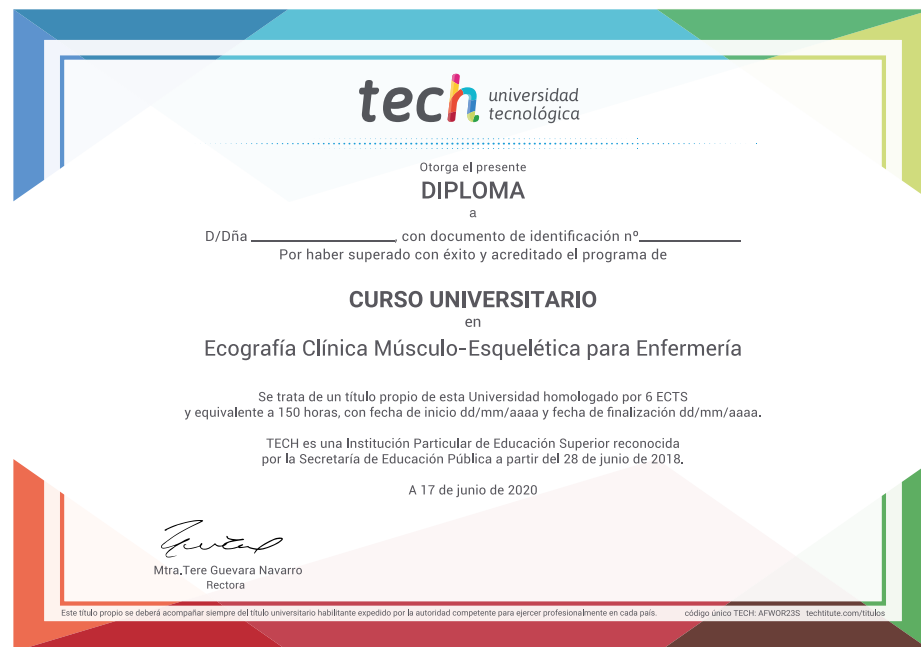 tech universidad
tecnológica
Otorga el presente
DIPLOMA
a
D/Dña ____________________, con documento de identificación nº______________
Por haber superado con éxito y acreditado el programa de
CURSO UNIVERSITARIO
en
Ecografía Clínica Músculo-Esquelética para Enfermería
Se trata de un título propio de esta Universidad homologado por 6 ECTS
y equivalente a 150 horas, con fecha de inicio dd/mm/aaaa y fecha de finalización dd/mm/aaaa.
TECH es una Institución Particular de Educación Superior reconocida
por la Secretaría de Educación Pública a partir del 28 de junio de 2018.
A 17 de junio de 2020
Mtra.Tere Guevara Navarro
Rectora
Este título propio se deberá acompañar siempre del título universitario habilitante expedido por la autoridad competente para ejercer profesionalmente en cada país. código único TECH: AFWOR23S techtitute.com/titulos